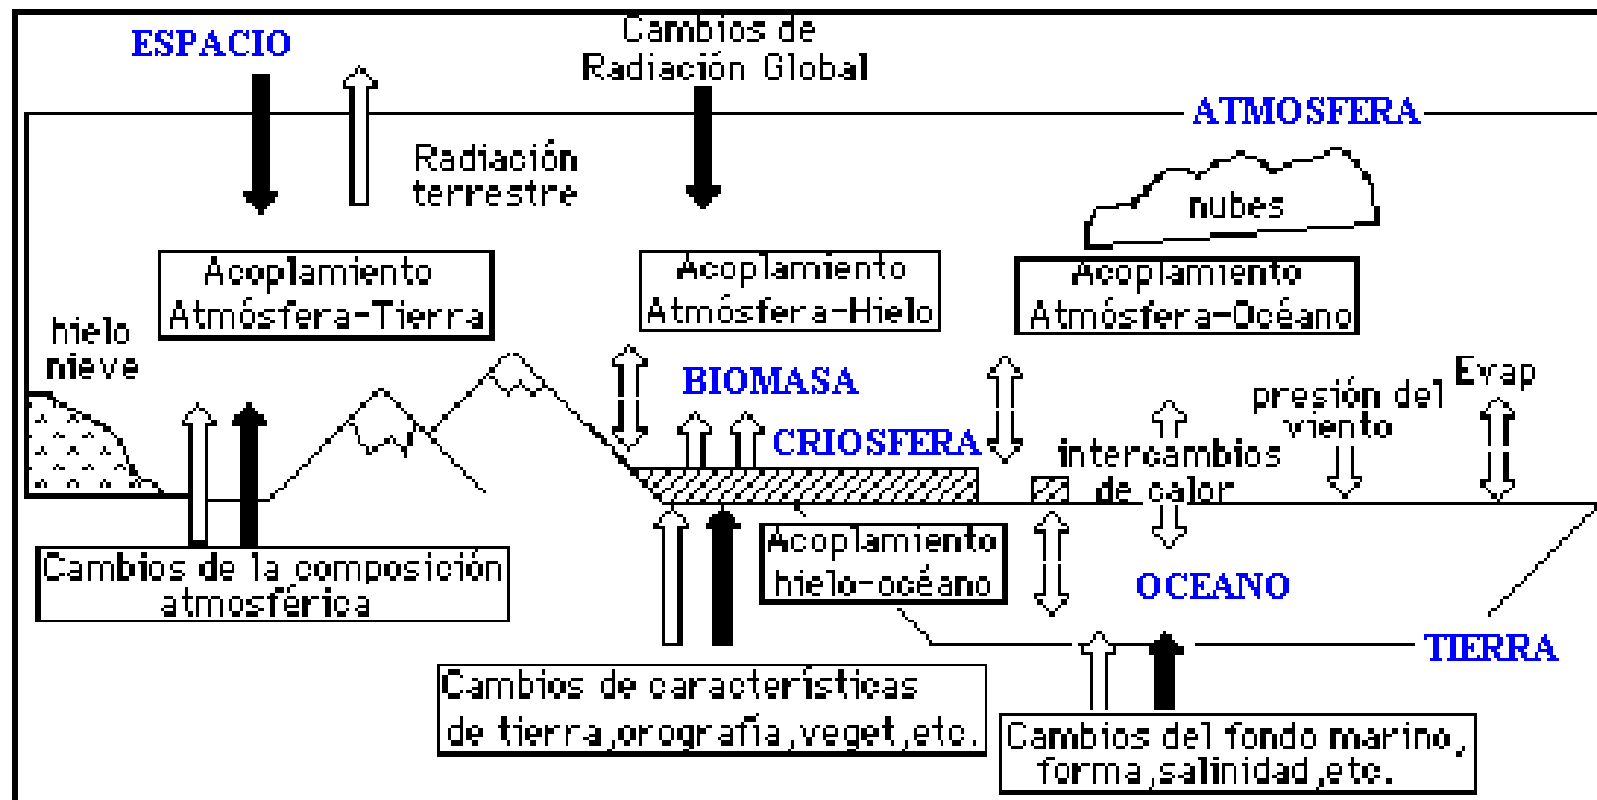 ESPACIO
Cambios de
Radiación Global
ATMOSFERA
Radiación
terrestre
nubes
Acoplamiento
Atmósfera-Tierra
Acoplamiento
Atmósfera-Hielo
Acoplamiento
Atmósfera-Océano
hielo
nieve
BIOMASA
CRIOSFERA
presión del
viento
Evap
intercambios
de calor
Acoplamiento
hielo-océano
Cambios de la composición
atmosférica
OCEANO
TIERRA
Cambios de características
de tierra,orografía,veget,etc.
Cambios del fondo marino,
forma,salinidad,etc.